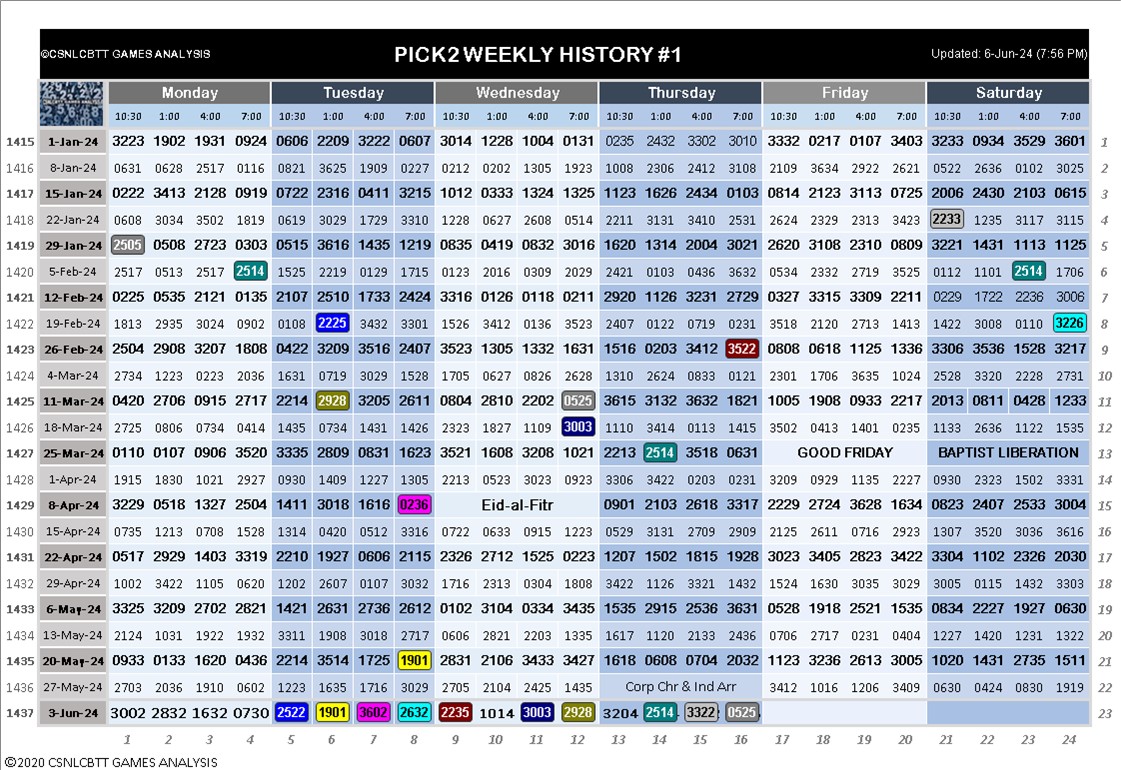 ©CSNLCBTT GAMES ANALYSIS PICK2 WEEKLY HISTORY #1 Updated: 6-Jun-24 (7:56 PM)
Monday Tuesday Wednesday Thursday Friday Saturday
10:30 1:00 4:00 7:00 10:30 1:00 4:00 7:00 10:30 1:00 4:00 7:00 10:30 1:00 4:00 7:00 10:30 1:00 4:00 7:00 10:30 1:00 4:00 7:00
1415 1-Jan-24 3223 1902 1931 0924 0606 2209 3222 0607 3014 1228 1004 0131 0235 2432 3302 3010 3332 0217 0107 3403 3233 0934 3529 3601 1
1416 8-Jan-24 0631 0628 2517 0116 0821 3625 1909 0227 0212 0202 1305 1923 1008 2306 2412 3108 2109 3634 2922 2621 0522 2636 0102 3025 2
1417 15-Jan-24 0222 3413 2128 0919 0722 2316 0411 3215 1012 0333 1324 1325 1123 1626 2434 0103 0814 2123 3113 0725 2006 2430 2103 0615 3
1418 22-Jan-24 0608 3034 3502 1819 0619 3029 1729 3310 1228 0627 2608 0514 2211 3131 3410 2531 2624 2329 2313 3423 2233 1235 3117 3115 4
1419 29-Jan-24 2505 0508 2723 0303 0515 3616 1435 1219 0835 0419 0832 3016 1620 1314 2004 3021 2620 3108 2310 0809 3221 1431 1113 1125 5
1420 5-Feb-24 2517 0513 2517 2514 1525 2219 0129 1715 0123 2016 0309 2029 2421 0103 0436 3632 0534 2332 2719 3525 0112 1101 2514 1706 6
1421 12-Feb-24 0225 0535 2121 0135 2107 2510 1733 2424 3316 0126 0118 0211 2920 1126 3231 2729 0327 3315 3309 2211 0229 1722 2236 3006 7
1422 19-Feb-24 1813 2935 3024 0902 0108 2225 3432 3301 1526 3412 0136 3523 2407 0122 0719 0231 3518 2120 2713 1413 1422 3008 0110 3226 8
1423 26-Feb-24 2504 2908 3207 1808 0422 3209 3516 2407 3523 1305 1332 1631 1516 0203 3412 3522 0808 0618 1125 1336 3306 3536 1528 3217 9
1424 4-Mar-24 2734 1223 0223 2036 1631 0719 3029 1528 1705 0627 0826 2628 1310 2624 0833 0121 2301 1706 3635 1024 2528 3320 2228 2731 10
1425 11-Mar-24 0420 2706 0915 2717 2214 2928 3205 2611 0804 2810 2202 0525 3615 3132 3632 1821 1005 1908 0933 2217 2013 0811 0428 1233 11
1426 18-Mar-24 2725 0806 0734 0414 1435 0734 1431 1426 2323 1827 1109 3003 1110 3414 0113 1415 3502 0413 1401 0235 1133 2636 1122 1535 12
1427 25-Mar-24 0110 0107 0906 3520 3335 2809 0831 1623 3521 1608 3208 1021 2213 2514 3518 0631 GOOD FRIDAY BAPTIST LIBERATION 13
1428 1-Apr-24 1915 1830 1021 2927 0930 1409 1227 1305 2213 0523 3023 0923 3306 3422 0203 0231 3209 0929 1135 2227 0930 2323 1502 3331 14
1429 8-Apr-24 3229 0518 1327 2504 1411 3018 1616 0236 Eid-al-Fitr 0901 2103 2618 3317 2229 2724 3628 1634 0823 2407 2533 3004 15
1430 15-Apr-24 0735 1213 0708 1528 1314 0420 0512 3316 0722 0633 0915 1223 0529 3131 2709 2909 2125 2611 0716 2923 1307 3520 3036 3616 16
1431 22-Apr-24 0517 2929 1403 3319 2210 1927 0606 2115 2326 2712 1525 0223 1207 1502 1815 1928 3023 3405 2823 3422 3304 1102 2326 2030 17
1432 29-Apr-24 1002 3422 1105 0620 1202 2607 0107 3032 1716 2313 0304 1808 3422 1126 3321 1432 1524 1630 3035 3029 3005 0115 1432 3303 18
1433 6-May-24 3325 3209 2702 2821 1421 2631 2736 2612 0102 3104 0334 3435 1535 2915 2536 3631 0528 1918 2521 1535 0834 2227 1927 0630 19
1434 13-May-24 2124 1031 1922 1932 3311 1908 3018 2717 0606 2821 2203 1335 1617 1120 2133 2436 0706 2717 0231 0404 1227 1420 1231 1322 20
1435 20-May-24 0933 0133 1620 0436 2214 3514 1725 1901 2831 2106 3433 3427 1618 0608 0704 2032 1123 3236 2613 3005 1020 1431 2735 1511 21
1436 27-May-24 2703 2036 1910 0602 1223 1635 1716 3029 2705 2104 2425 1435 Corp Chr & Ind Arr 3412 1016 1206 3409 0630 0424 0830 1919 22
1437 3-Jun-24 3002 2832 1632 0730 2522 1901 3602 2632 2235 1014 3003 2928 3204 2514 3322 0525 23
1 2 3 4 5 6 7 8 9 10 11 12 13 14 15 16 17 18 19 20 21 22 23 24
©2020 CSNLCBTT GAMES ANALYSIS